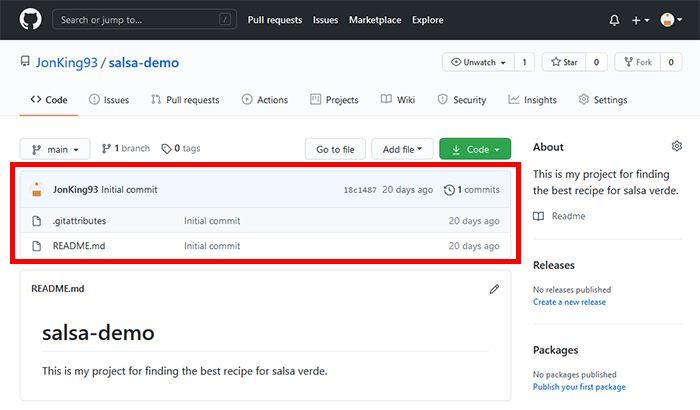 Search or jump to... / Pull requests Issues Marketplace Explore
JonKing93 / salsa-demo Unwatch 1 Star 0 Fork 0
Code Issues Pull requests Actions Projects Wiki Security Insights Settings
main 1 branch 0 tags Go to file Add file Code
JonKing93 Initial commit 18c1487 20 days ago 1 commits
.gitattributes Initial commit 20 days ago
README.md Initial commit 20 days ago
README.md
salsa-demo
This is my project for finding the best recipe for salsa verde.
About
This is my project for finding
the best recipe for salsa verde.
Readme
Releases
No releases published
Create a new release
Packages
No packages published
Publish your first package